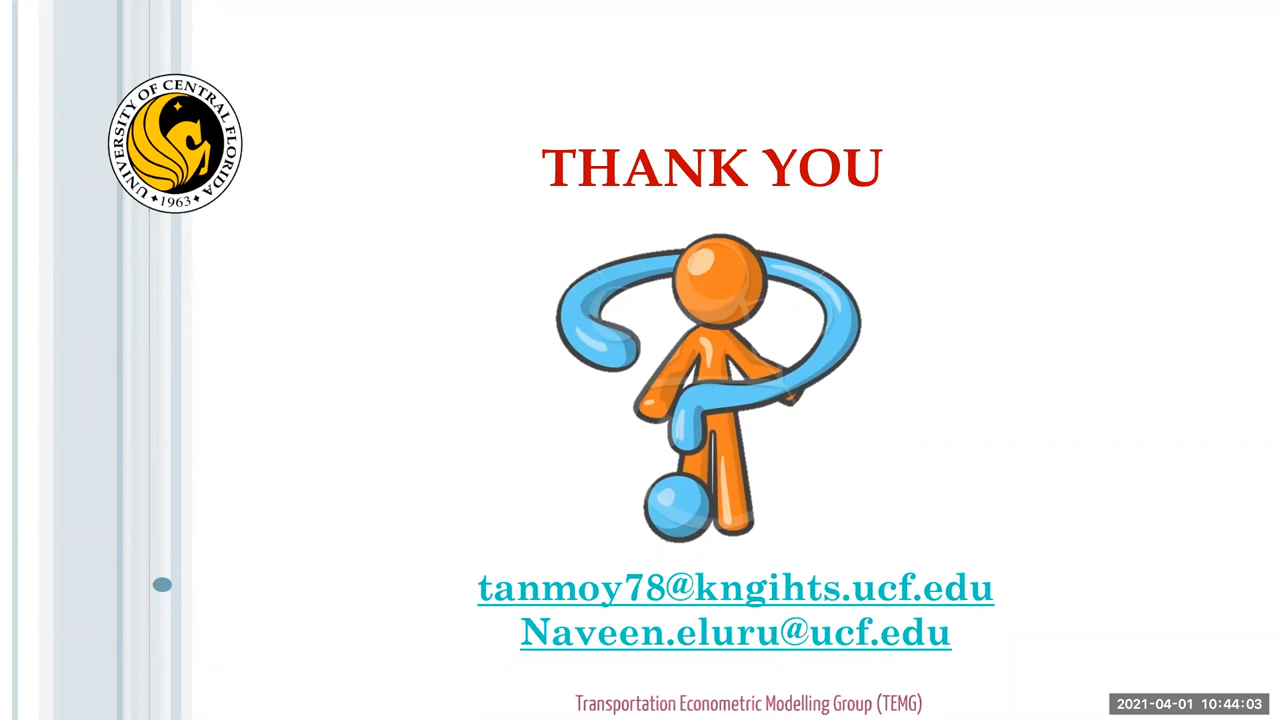 UNIVERSITY OF CENTRAL FLORIDA
1963
THANK YOU
tanmoy78@kngihts.ucf.edu
Naveen.eluru@ucf.edu
Transportation Econometric Modelling Group (TEMG)
2021-04-01 10:44:03